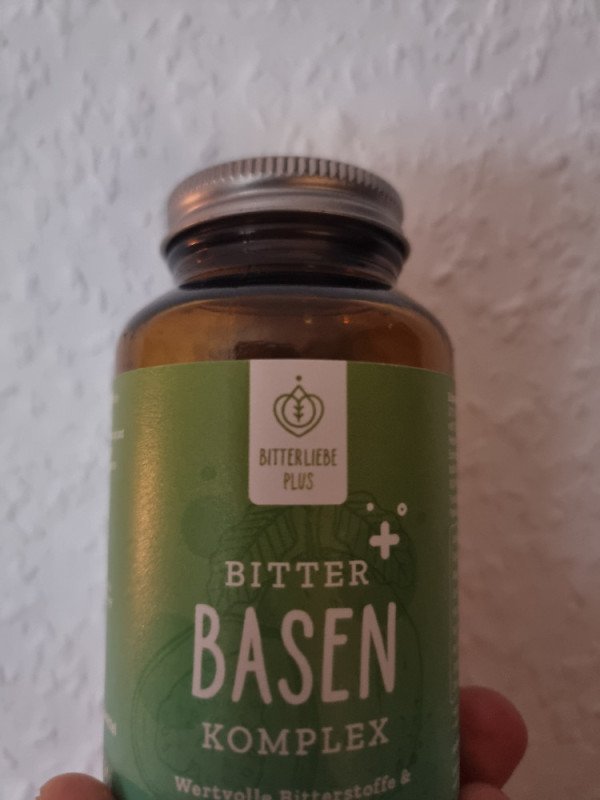 BITTERLIEBE
PLUS
BITTER
BASEN
KOMPLEX
Wertvolle Bitterstoffe &